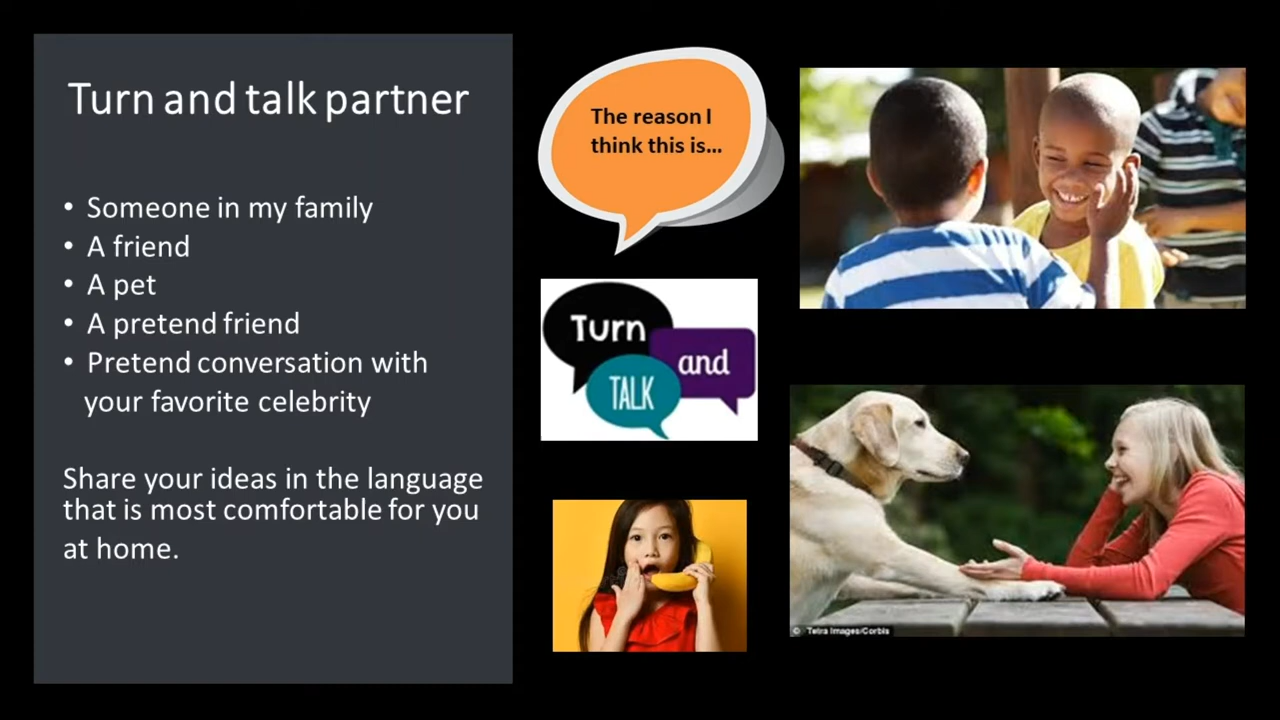 Turn and talk partner
• Someone in my family
• A friend
• A pet
• A pretend friend
• Pretend conversation with
your favorite celebrity
Share your ideas in the language
that is most comfortable for you
at home.
The reason I
think this is...
Turn
and
TALK
© Tetra Images/Corbis